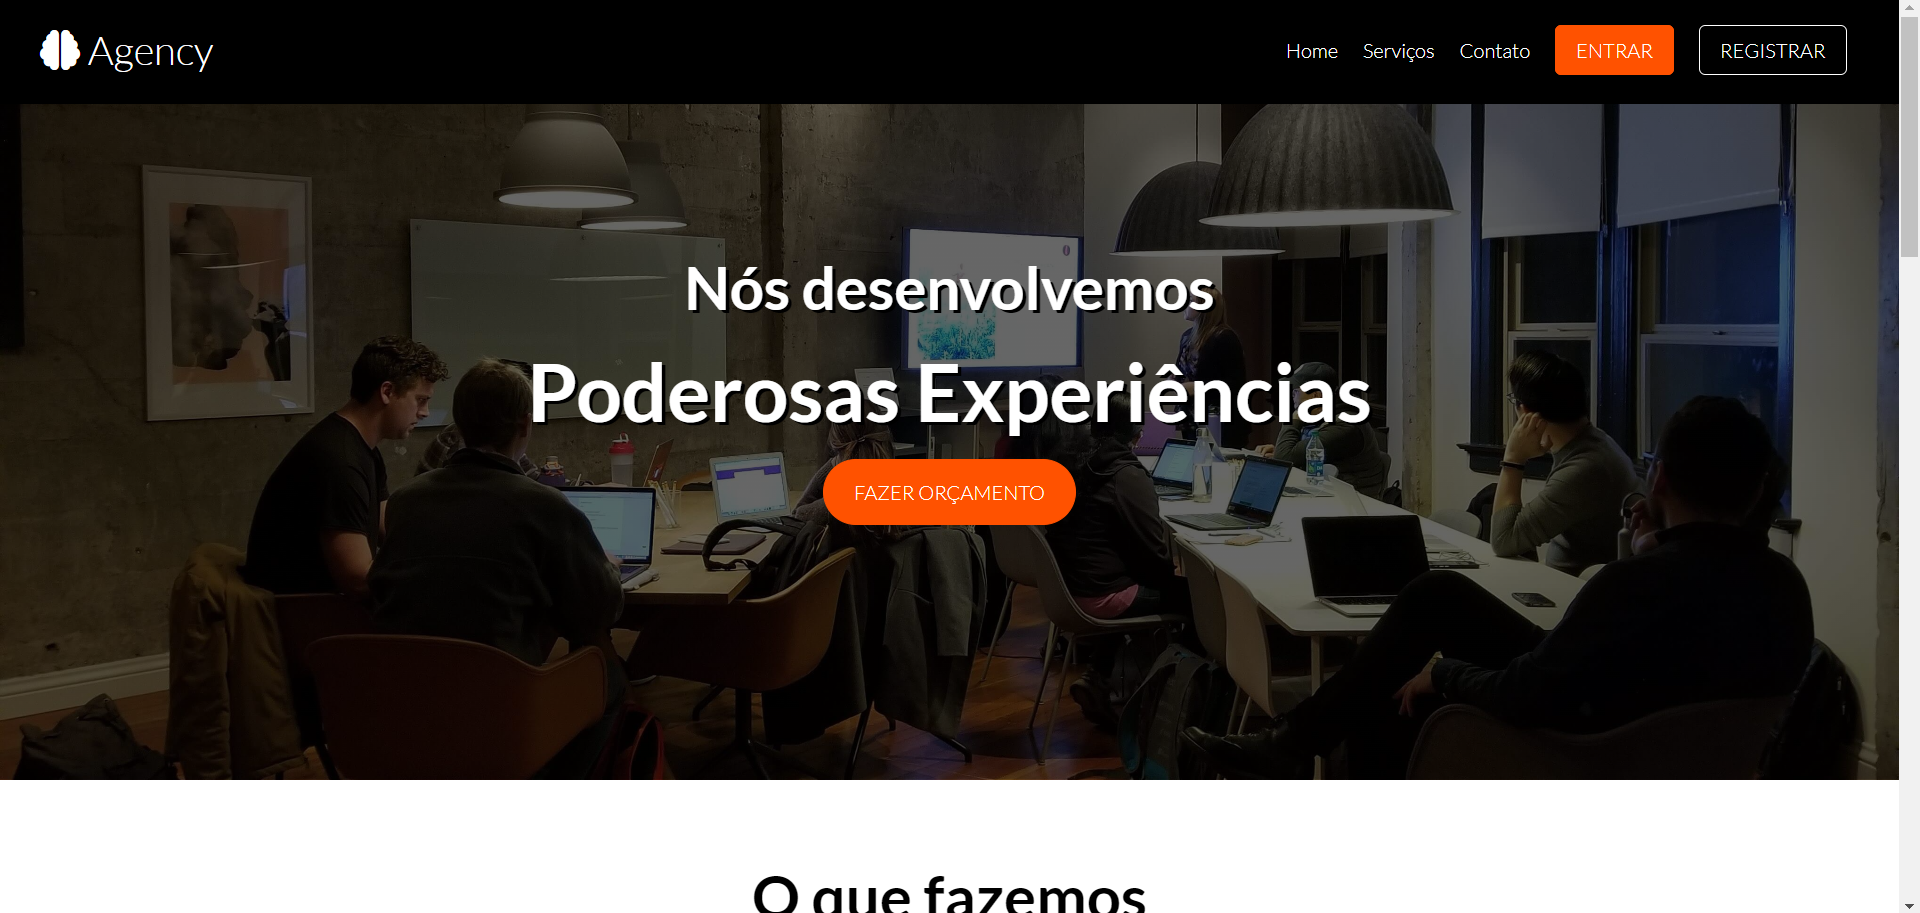 Agency
Home Serviços Contato ENTRAR REGISTRAR
Nós desenvolvemos
Poderosas Experiências
FAZER ORÇAMENTO
O que fazemos